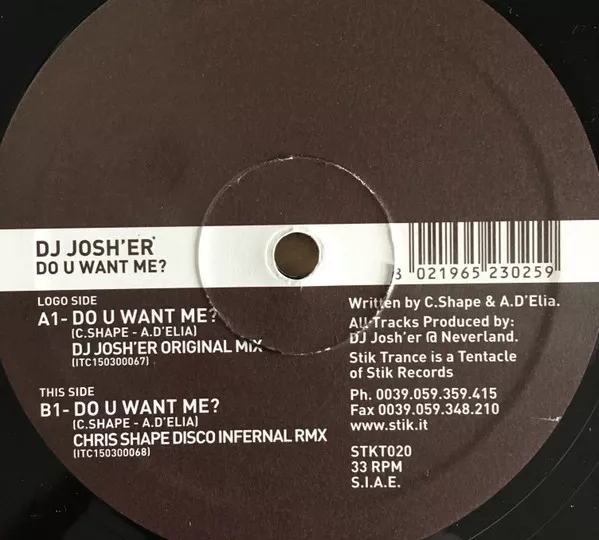 DJ JOSH'ER
DO U WANT ME?
8 021965 230259
LOGO SIDE
A1- DO U WANT ME?
(C.SHAPE - A.D'ELIA)
DJ JOSH'ER ORIGINAL MIX
(ITC150300067)
THIS SIDE
B1- DO U WANT ME?
(C.SHAPE - A.D'ELIA)
CHRIS SHAPE DISCO INFERNAL RMX
(ITC150300068)
Written by C.Shape & A.D'Elia.
All Tracks Produced by:
DJ Josh'er @ Neverland.
Stik Trance is a Tentacle
of Stik Records
Ph. 0039.059.359.415
Fax 0039.059.348.210
www.stik.it
STKT020
33 RPM
S.I.A.E.